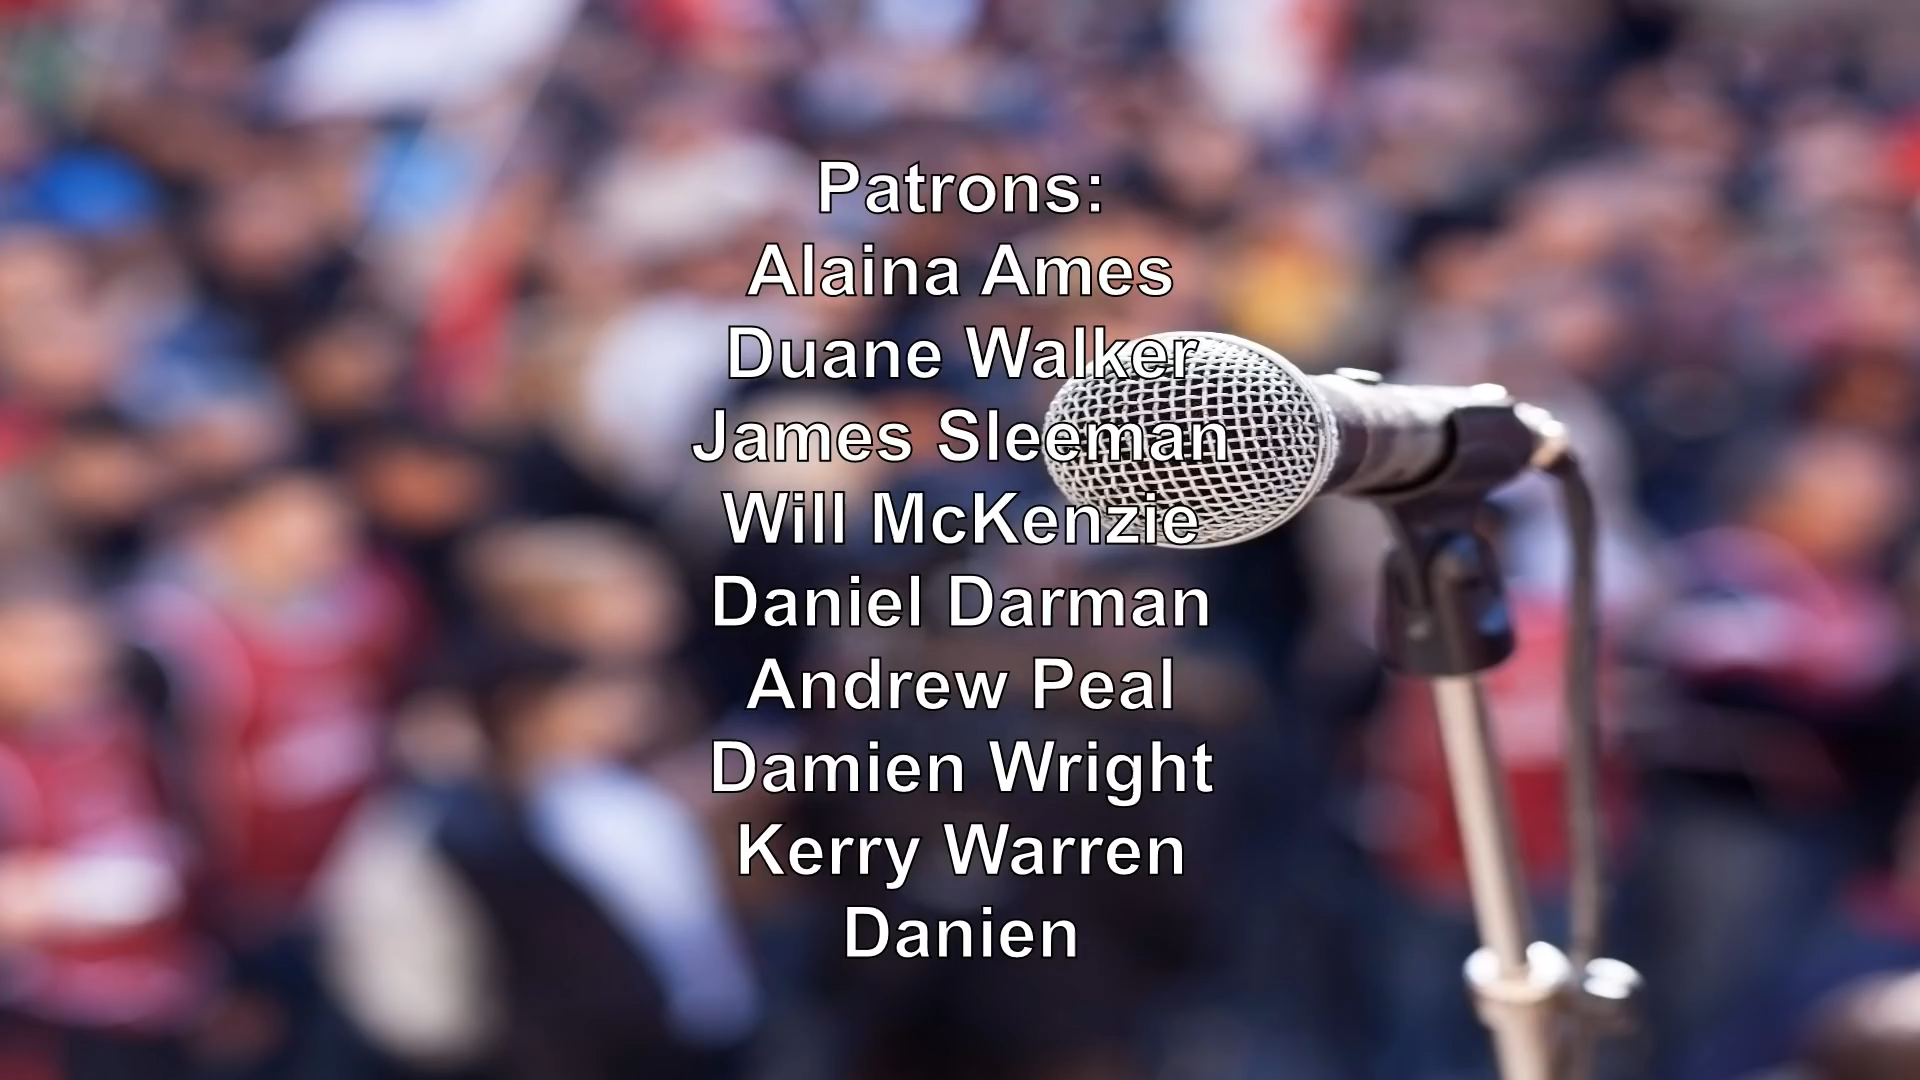 Patrons:
Alaina Ames
Duane Walker
James Sleeman
Will McKenzie
Daniel Darman
Andrew Peal
Damien Wright
Kerry Warren
Danien